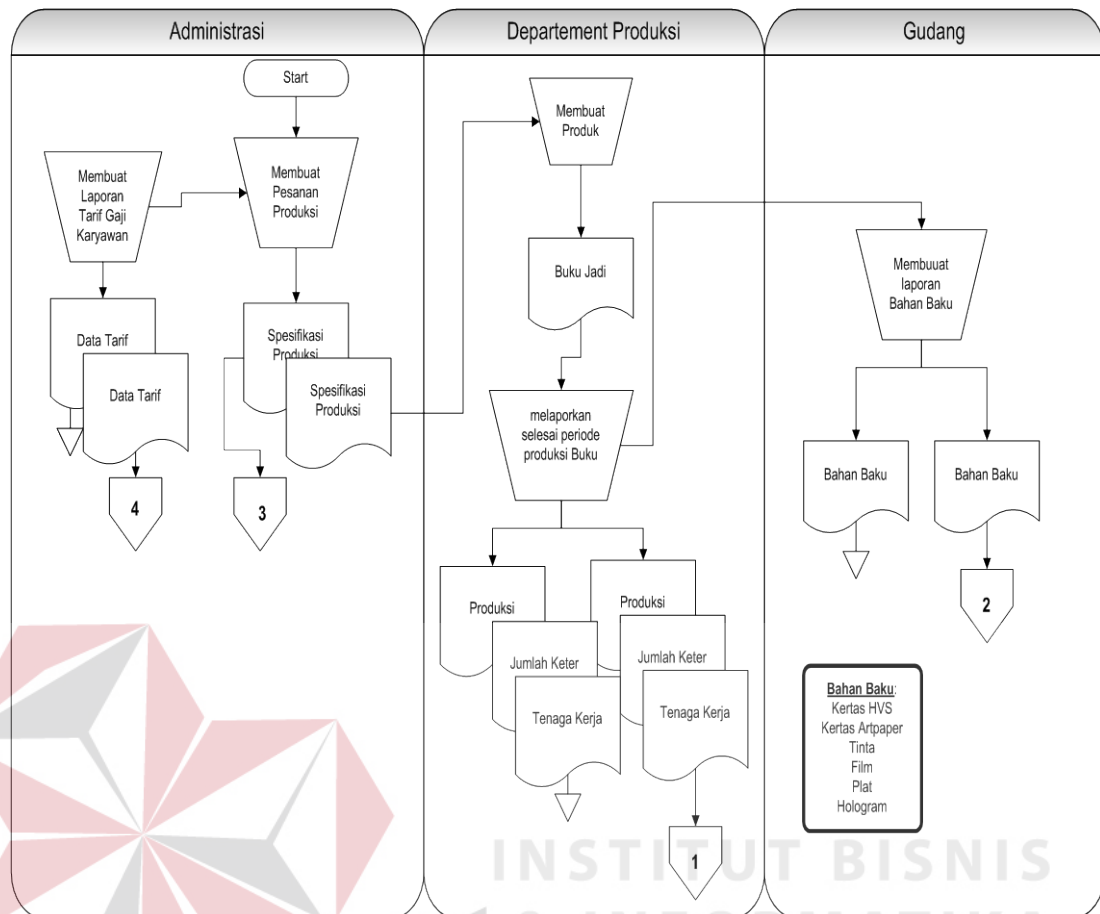 Administrasi
Departement Produksi
Gudang
Start
Membuat
Laporan
Tarif Gaji
Karyawan
Membuat
Pesanan
Produksi
Data Tarif
Data Tarif
Spesifikasi
Produksi
Spesifikasi
Produksi
4
3
Membuat
Produk
Buku Jadi
melaporkan
selesai periode
produksi Buku
Produksi
Jumlah Keter
Tenaga Kerja
Produksi
Jumlah Keter
Tenaga Kerja
1
Membuuat
laporan
Bahan Baku
Bahan Baku
Bahan Baku
2
Bahan Baku:
Kertas HVS
Kertas Artpaper
Tinta
Film
Plat
Hologram
INSTITUT BISNIS